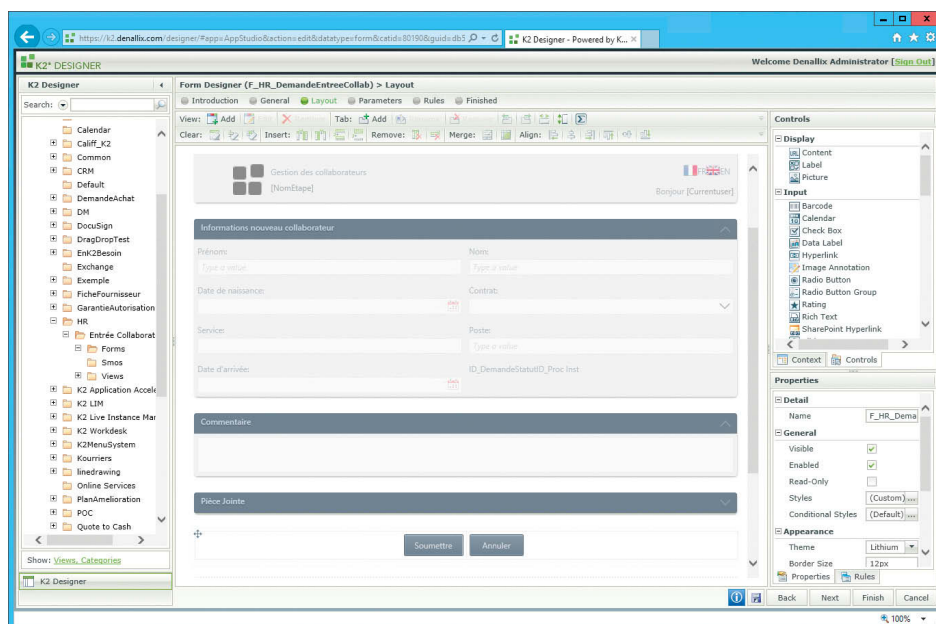 https://k2.denallix.com/designer/#app=AppStudio&action=edit&datatype=form&catid=80190&guid=db5
K2 Designer - Powered by K...
K2* DESIGNER
Welcome Denallix Administrator [Sign Out]
K2 Designer
Search:
Calendar
Califf_K2
Common
CRM
Default
DemandeAchat
DM
DocuSign
DragDropTest
EnK2Besoin
Exchange
Exemple
FicheFournisseur
GarantieAutorisation
HR
Entrée Collaborat
Forms
Smos
Views
K2 Application Accele
K2 LIM
K2 Live Instance Mar
K2 Workdesk
K2MenuSystem
Kourriers
linedrawing
Online Services
PlanAmelioration
POC
Quote to Cash
Show: Views, Categories
K2 Designer
Form Designer (F_HR_DemandeEntreeCollab) > Layout
Introduction General Layout Parameters Rules Finished
View: Add Tab: Add
Clear: Insert: Remove: Merge: Align:
Gestion des collaborateurs
[NomEtape]
FR EN
Bonjour [Currentuser]
Informations nouveau collaborateur
Prénom: Nom:
Type a value Type a value
Date de naissance: Contrat:
Service: Poste:
Type a value
Date d'arrivée: ID_DemandeStatutID_Proc Inst
Commentaire
Pièce Jointe
Soumettre Annuler
Controls
Display
Content
Label
Picture
Input
Barcode
Calendar
Check Box
Data Label
Hyperlink
Image Annotation
Radio Button
Radio Button Group
Rating
Rich Text
SharePoint Hyperlink
Context Controls
Properties
Detail
Name F_HR_Dema
General
Visible
Enabled
Read-Only
Styles (Custom) ...
Conditional Styles (Default) ...
Appearance
Theme Lithium
Border Size 12px
Properties Rules
Back Next Finish Cancel
100%